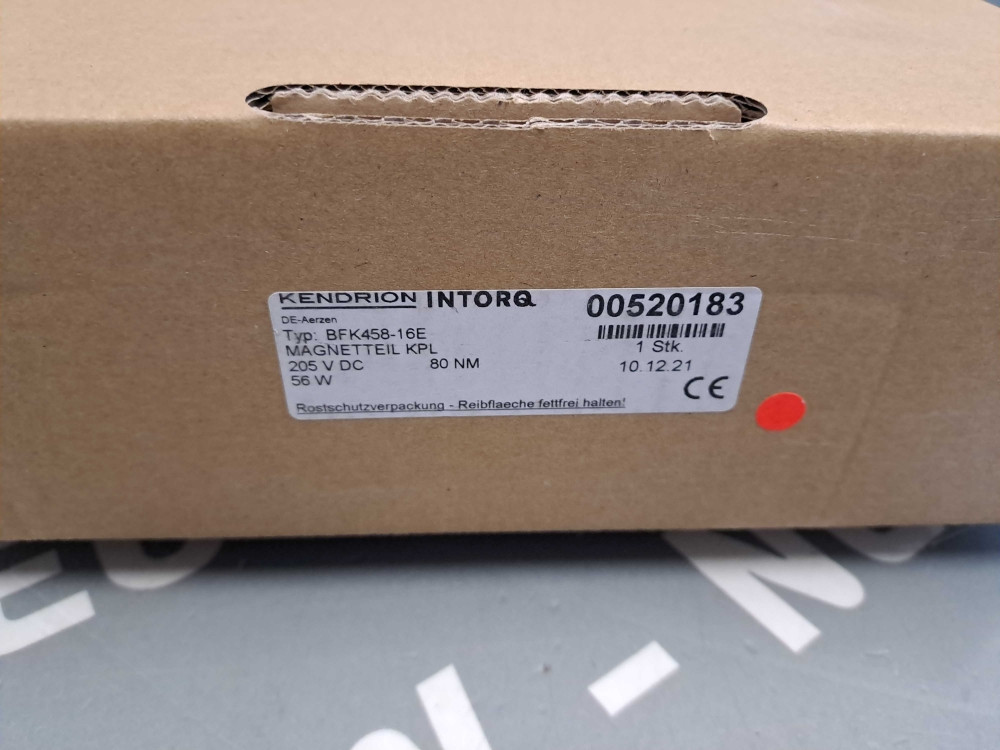 KENDRION INTORQ 00520183
DE-Aerzen
Typ: BFK458-16E
MAGNETTEIL KPL 1 Stk.
205 V DC 80 NM 10.12.21
56 W CE
Rostschutzverpackung - Reibflaeche fettfrei halten!